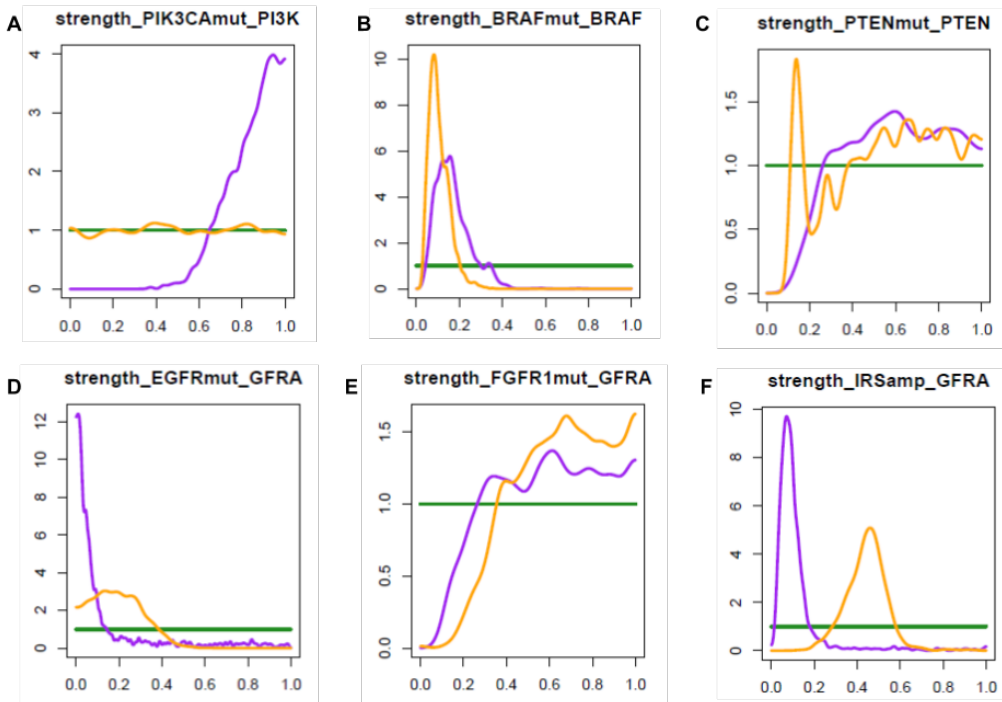 A strength_PIK3CAmut_PI3K
4
3
2
1
0
0.0 0.2 0.4 0.6 0.8 1.0
B strength_BRAFmut_BRAF
10
8
6
4
2
0
0.0 0.2 0.4 0.6 0.8 1.0
C strength_PTENmut_PTEN
1.5
1.0
0.5
0.0
0.0 0.2 0.4 0.6 0.8 1.0
D strength_EGFRmut_GFRA
12
10
8
6
4
2
0
0.0 0.2 0.4 0.6 0.8 1.0
E strength_FGFR1mut_GFRA
1.5
1.0
0.5
0.0
0.0 0.2 0.4 0.6 0.8 1.0
F strength_IRSamp_GFRA
10
8
6
4
2
0
0.0 0.2 0.4 0.6 0.8 1.0